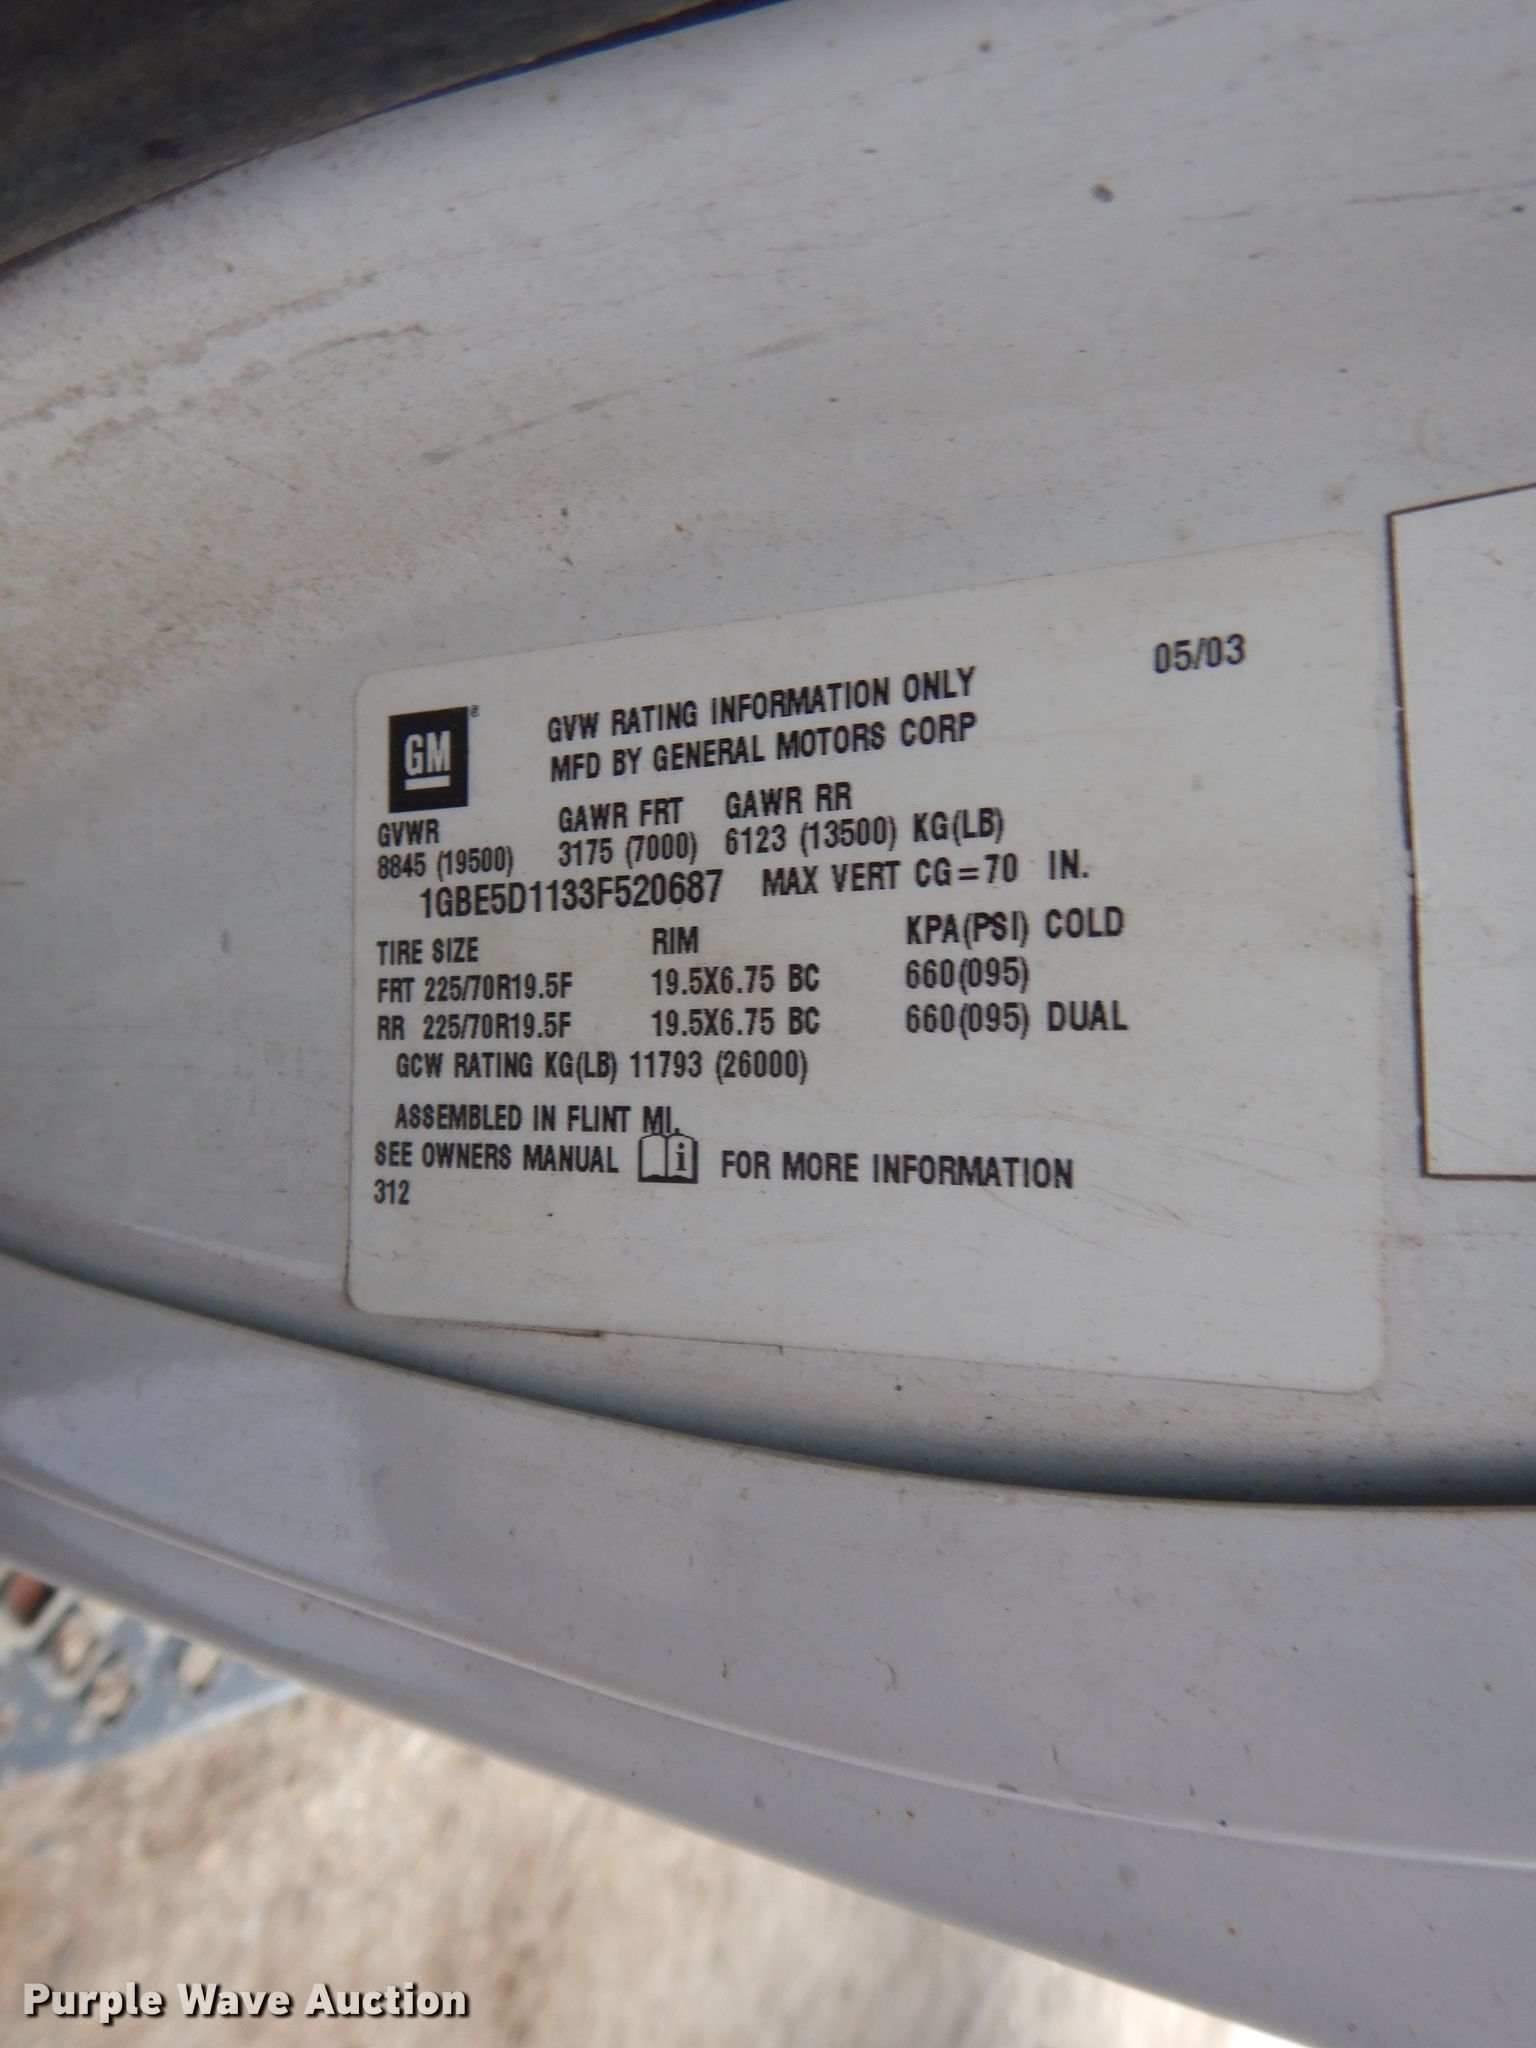 05/03
GM®
GVW RATING INFORMATION ONLY
MFD BY GENERAL MOTORS CORP
GVWR GAWR FRT GAWR RR
8845 (19500) 3175 (7000) 6123 (13500) KG(LB)
1GBE5D1133F520687 MAX VERT CG=70 IN.
TIRE SIZE RIM KPA(PSI) COLD
FRT 225/70R19.5F 19.5X6.75 BC 660(095)
RR 225/70R19.5F 19.5X6.75 BC 660(095) DUAL
GCW RATING KG(LB) 11793 (26000)
ASSEMBLED IN FLINT MI.
SEE OWNERS MANUAL i FOR MORE INFORMATION
312
Purple Wave Auction